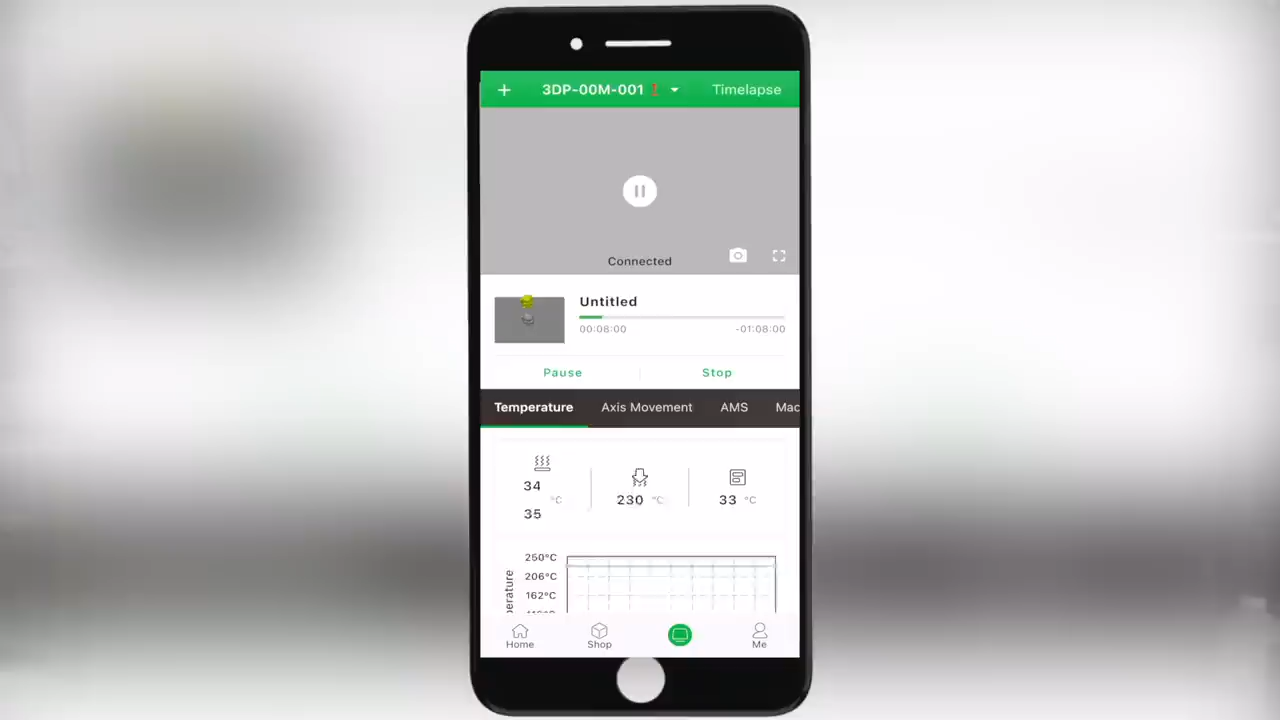 3DP-00M-001 Timelapse
Connected
Untitled
00:08:00 -01:08:00
Pause Stop
Temperature Axis Movement AMS Mac
34
°C 230 °C 33 °C
35
250°C
206°C
162°C
Home Shop Me